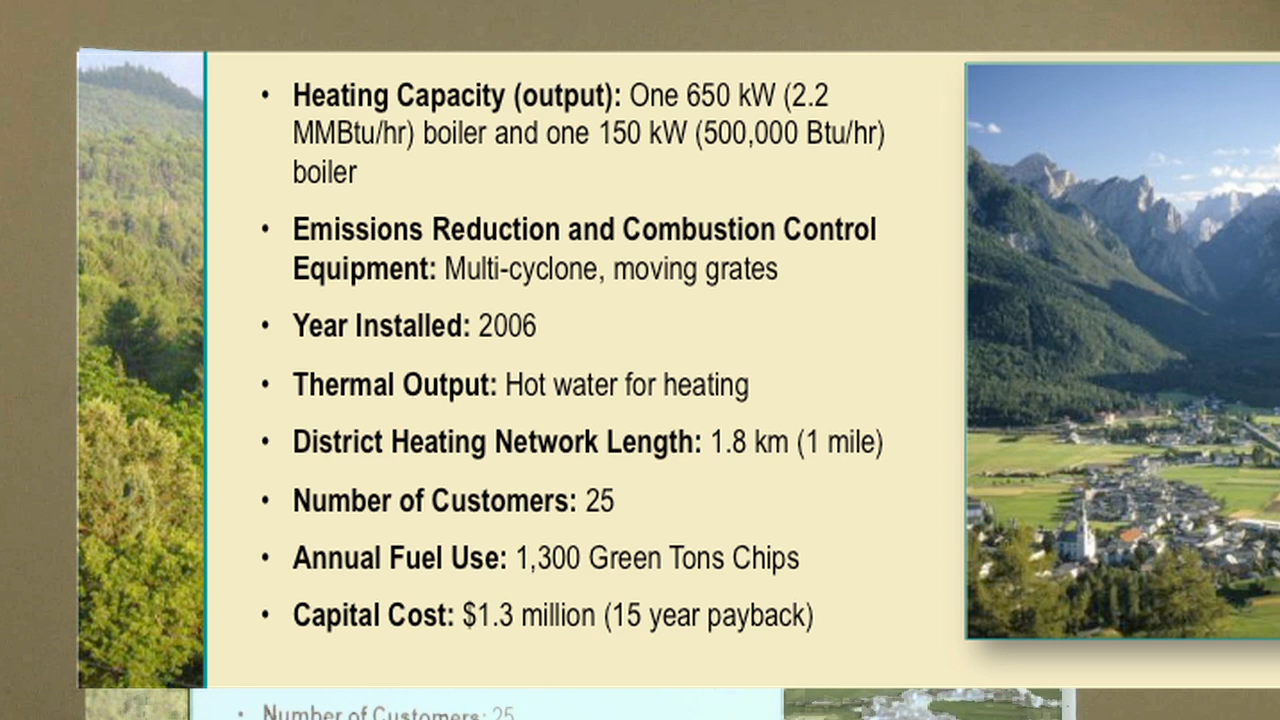 • Heating Capacity (output): One 650 kW (2.2
MMBtu/hr) boiler and one 150 kW (500,000 Btu/hr)
boiler
• Emissions Reduction and Combustion Control
Equipment: Multi-cyclone, moving grates
• Year Installed: 2006
• Thermal Output: Hot water for heating
• District Heating Network Length: 1.8 km (1 mile)
• Number of Customers: 25
• Annual Fuel Use: 1,300 Green Tons Chips
• Capital Cost: $1.3 million (15 year payback)
• Number of Customers: 25